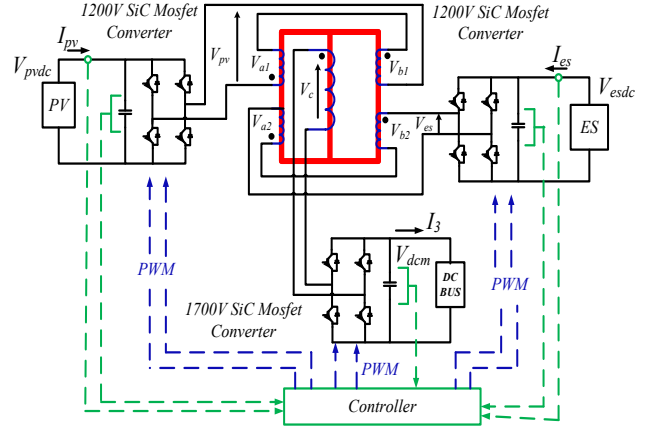 1200V SiC Mosfet
Converter
1200V SiC Mosfet
Converter
I_pv
V_pvdc
PV
V_pv
V_a1
V_b1
V_c
V_a2
V_b2
V_es
I_es
V_esdc
ES
I_3
V_dcm
DC
BUS
PWM
PWM
1700V SiC Mosfet
Converter
PWM
Controller